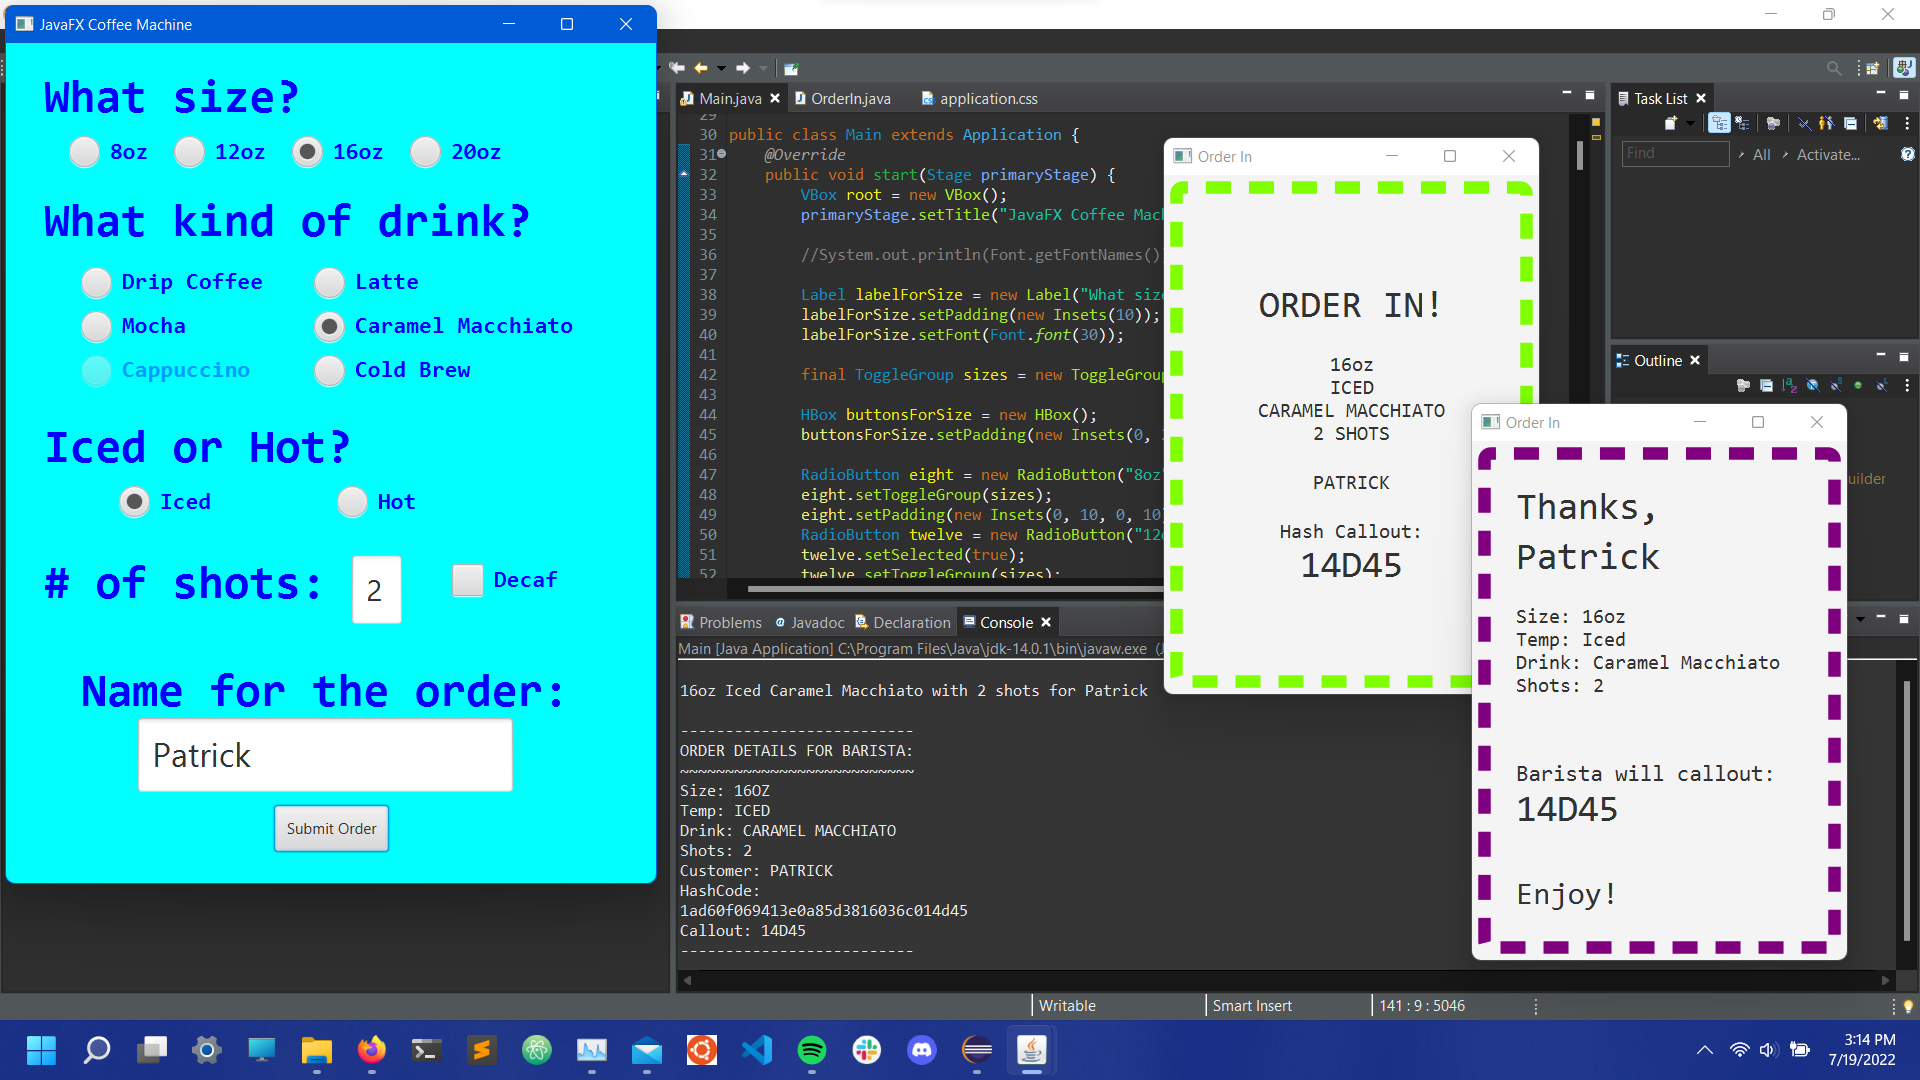 JavaFX Coffee Machine
What size?
8oz 12oz 16oz 20oz
What kind of drink?
Drip Coffee Latte
Mocha Caramel Macchiato
Cappuccino Cold Brew
Iced or Hot?
Iced Hot
# of shots: 2 Decaf
Name for the order:
Patrick
Submit Order
Main.java OrderIn.java application.css
29
30 public class Main extends Application {
31 @Override
32 public void start(Stage primaryStage) {
33 VBox root = new VBox();
34 primaryStage.setTitle("JavaFX Coffee Mach
35
36 //System.out.println(Font.getFontNames()
37
38 Label labelForSize = new Label("What size
39 labelForSize.setPadding(new Insets(10));
40 labelForSize.setFont(Font.font(30));
41
42 final ToggleGroup sizes = new ToggleGroup
43
44 HBox buttonsForSize = new HBox();
45 buttonsForSize.setPadding(new Insets(0,
46
47 RadioButton eight = new RadioButton("8oz"
48 eight.setToggleGroup(sizes);
49 eight.setPadding(new Insets(0, 10, 0, 10)
50 RadioButton twelve = new RadioButton("12o
51 twelve.setSelected(true);
52 twelve.setToggleGroup(sizes);
Order In
ORDER IN!
16oz
ICED
CARAMEL MACCHIATO
2 SHOTS
PATRICK
Hash Callout:
14D45
Order In
Thanks,
Patrick
Size: 16oz
Temp: Iced
Drink: Caramel Macchiato
Shots: 2
Barista will callout:
14D45
Enjoy!
Task List
Find All Activate...
Outline
uilder
Problems Javadoc Declaration Console
Main [Java Application] C:\Program Files\Java\jdk-14.0.1\bin\javaw.exe (J
16oz Iced Caramel Macchiato with 2 shots for Patrick
--------------------------
ORDER DETAILS FOR BARISTA:
~~~~~~~~~~~~~~~~~~~~~~~~~~
Size: 16OZ
Temp: ICED
Drink: CARAMEL MACCHIATO
Shots: 2
Customer: PATRICK
HashCode:
1ad60f069413e0a85d3816036c014d45
Callout: 14D45
--------------------------
Writable Smart Insert 141 : 9 : 5046
3:14 PM
7/19/2022